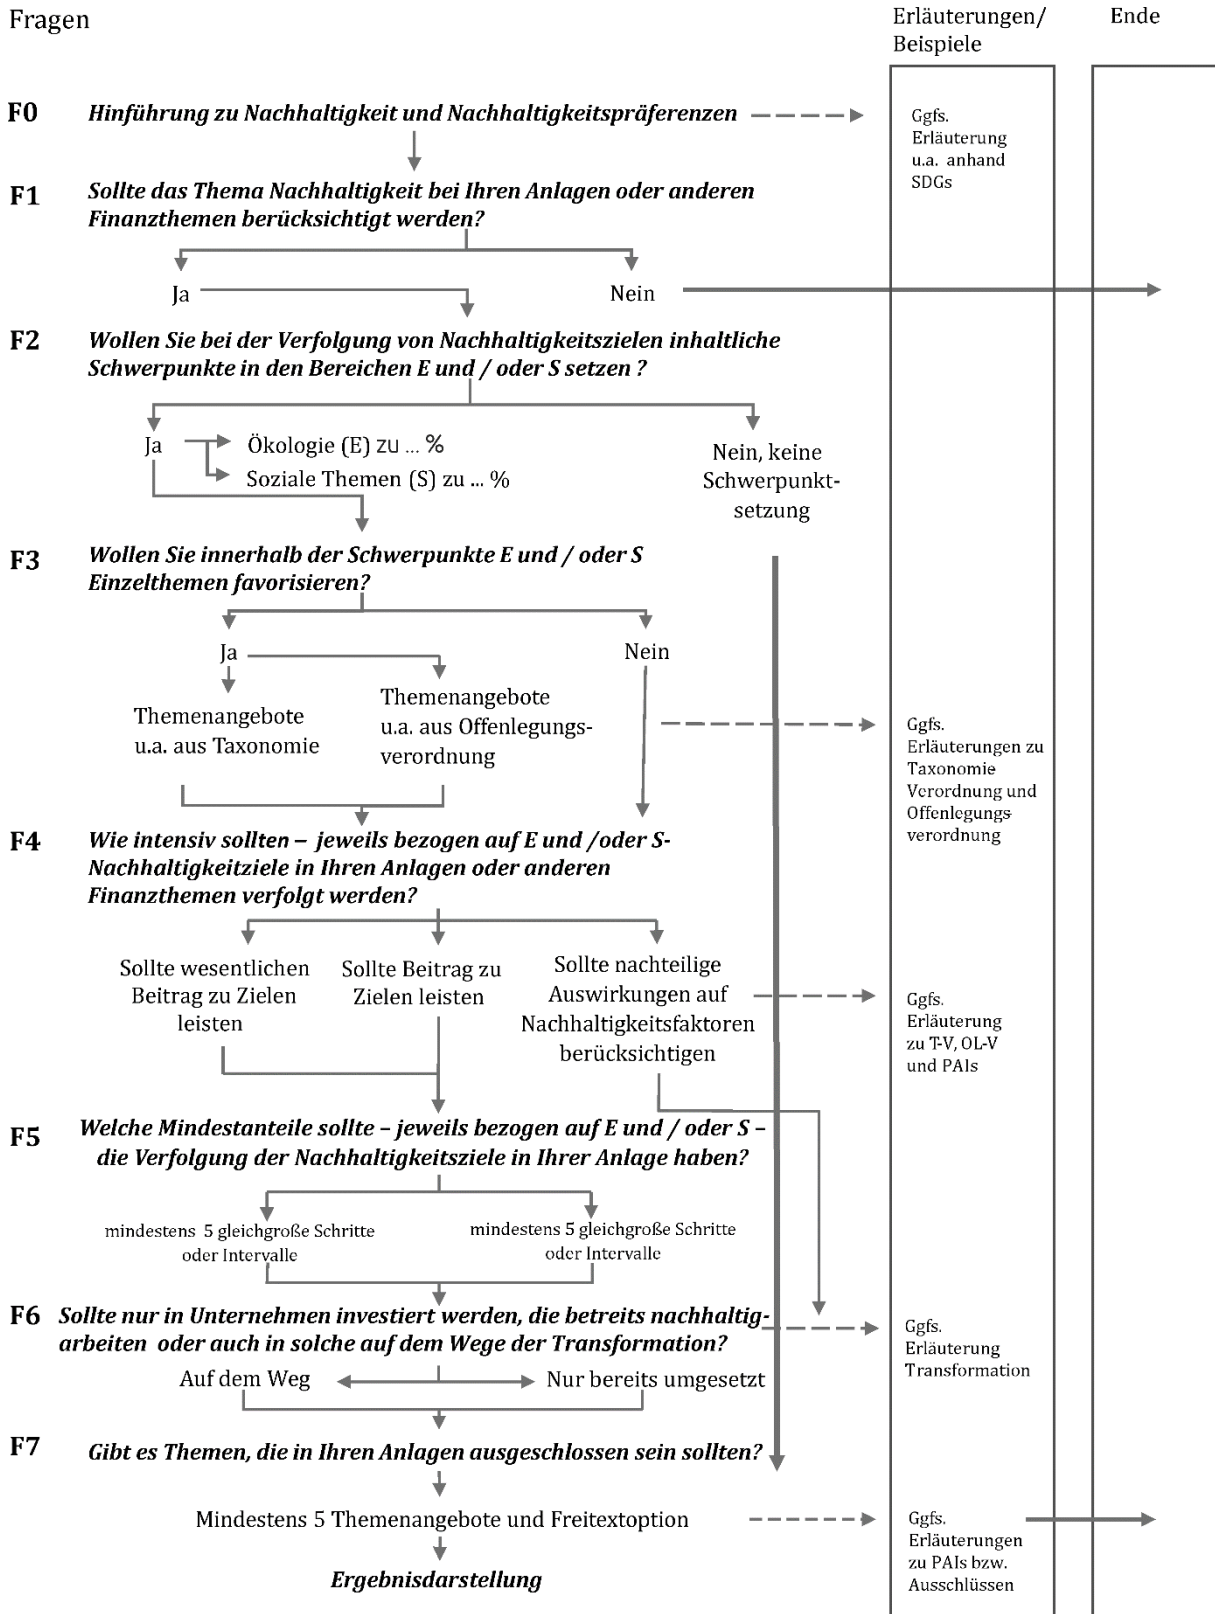 Fragen
Erläuterungen/
Beispiele
Ende
F0
Hinführung zu Nachhaltigkeit und Nachhaltigkeitspräferenzen
Ggfs.
Erläuterung
u.a. anhand
SDGs
F1
Sollte das Thema Nachhaltigkeit bei Ihren Anlagen oder anderen
Finanzthemen berücksichtigt werden?
Ja
Nein
F2
Wollen Sie bei der Verfolgung von Nachhaltigkeitszielen inhaltliche
Schwerpunkte in den Bereichen E und / oder S setzen ?
Ja
Ökologie (E) zu ... %
Soziale Themen (S) zu ... %
Nein, keine
Schwerpunkt-
setzung
F3
Wollen Sie innerhalb der Schwerpunkte E und / oder S
Einzelthemen favorisieren?
Ja
Nein
Themenangebote
u.a. aus Taxonomie
Themenangebote
u.a. aus Offenlegungs-
verordnung
Ggfs.
Erläuterungen zu
Taxonomie
Verordnung und
Offenlegungs-
verordnung
F4
Wie intensiv sollten – jeweils bezogen auf E und /oder S-
Nachhaltigkeitziele in Ihren Anlagen oder anderen
Finanzthemen verfolgt werden?
Sollte wesentlichen
Beitrag zu Zielen
leisten
Sollte Beitrag zu
Zielen leisten
Sollte nachteilige
Auswirkungen auf
Nachhaltigkeitsfaktoren
berücksichtigen
Ggfs.
Erläuterung
zu T-V, OL-V
und PAIs
F5
Welche Mindestanteile sollte – jeweils bezogen auf E und / oder S –
die Verfolgung der Nachhaltigkeitsziele in Ihrer Anlage haben?
mindestens 5 gleichgroße Schritte
oder Intervalle
mindestens 5 gleichgroße Schritte
oder Intervalle
F6
Sollte nur in Unternehmen investiert werden, die betreits nachhaltig-
arbeiten oder auch in solche auf dem Wege der Transformation?
Ggfs.
Erläuterung
Transformation
Auf dem Weg
Nur bereits umgesetzt
F7
Gibt es Themen, die in Ihren Anlagen ausgeschlossen sein sollten?
Mindestens 5 Themenangebote und Freitextoption
Ggfs.
Erläuterungen
zu PAIs bzw.
Ausschlüssen
Ergebnisdarstellung